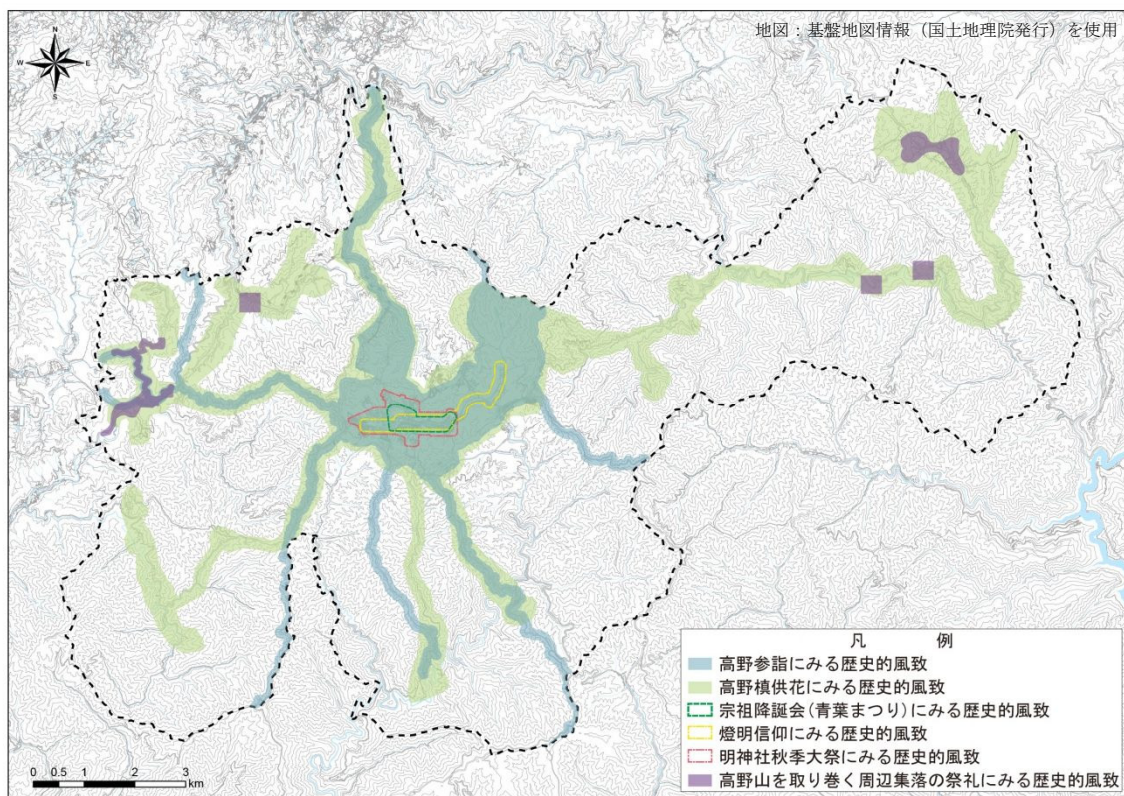 地図：基盤地図情報（国土地理院発行）を使用
N
W E
S
凡 例
高野参詣にみる歴史的風致
高野槙供花にみる歴史的風致
宗祖降誕会(青葉まつり)にみる歴史的風致
燈明信仰にみる歴史的風致
明神社秋季大祭にみる歴史的風致
高野山を取り巻く周辺集落の祭礼にみる歴史的風致
0 0.5 1 2 3
km